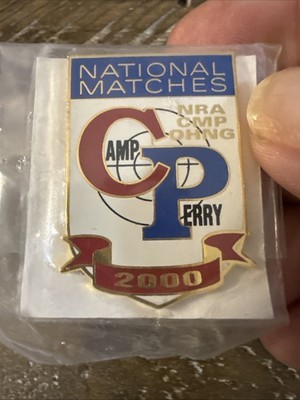 NATIONAL
MATCHES
NRA
CMP
OHNG
CAMP
PERRY
2000